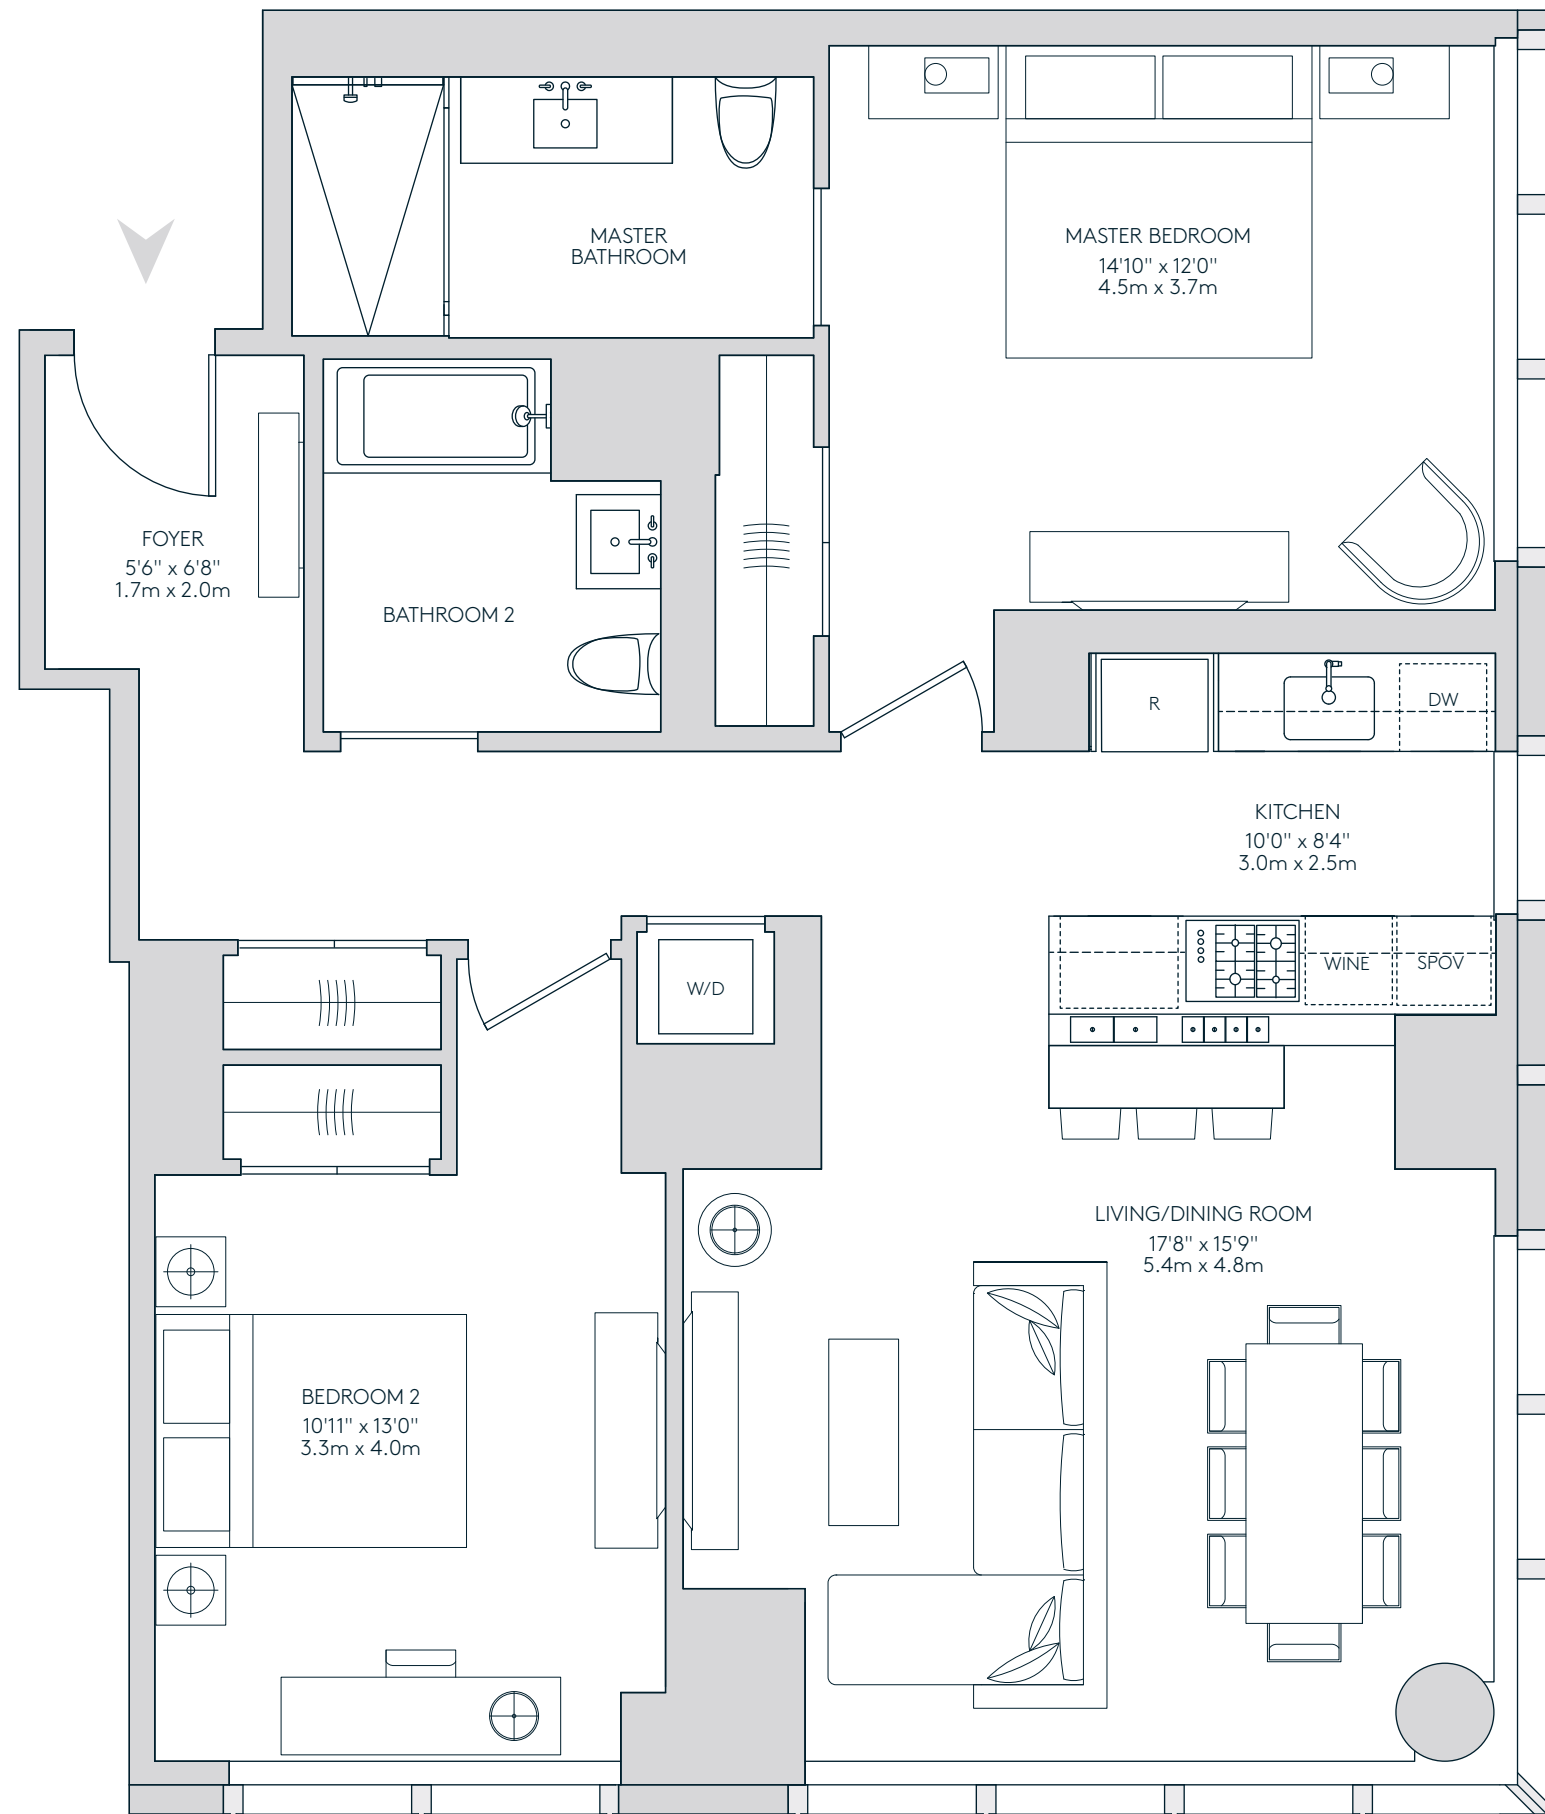 MASTER
BATHROOM
MASTER BEDROOM
14'10" x 12'0"
4.5m x 3.7m
FOYER
5'6" x 6'8"
1.7m x 2.0m
BATHROOM 2
R
DW
KITCHEN
10'0" x 8'4"
3.0m x 2.5m
W/D
WINE
SPOV
LIVING/DINING ROOM
17'8" x 15'9"
5.4m x 4.8m
BEDROOM 2
10'11" x 13'0"
3.3m x 4.0m